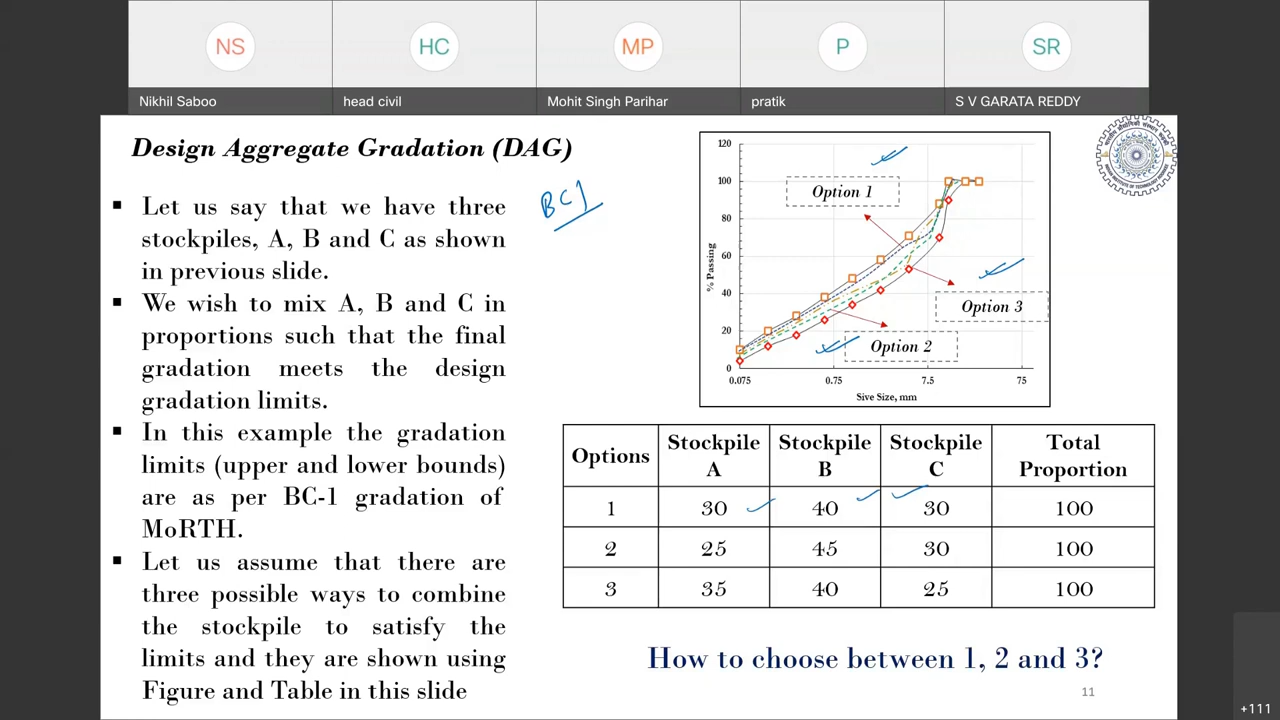 NS
HC
MP
P
SR
Nikhil Saboo
head civil
Mohit Singh Parihar
pratik
S V GARATA REDDY
Design Aggregate Gradation (DAG)
BC1
▪ Let us say that we have three
stockpiles, A, B and C as shown
in previous slide.
▪ We wish to mix A, B and C in
proportions such that the final
gradation meets the design
gradation limits.
▪ In this example the gradation
limits (upper and lower bounds)
are as per BC-1 gradation of
MoRTH.
▪ Let us assume that there are
three possible ways to combine
the stockpile to satisfy the
limits and they are shown using
Figure and Table in this slide
120
100
80
60
40
20
0
% Passing
Option 1
Option 3
Option 2
0.075 0.75 7.5 75
Sive Size, mm
Options Stockpile A Stockpile B Stockpile C Total Proportion
1 30 40 30 100
2 25 45 30 100
3 35 40 25 100
How to choose between 1, 2 and 3?
11
+111